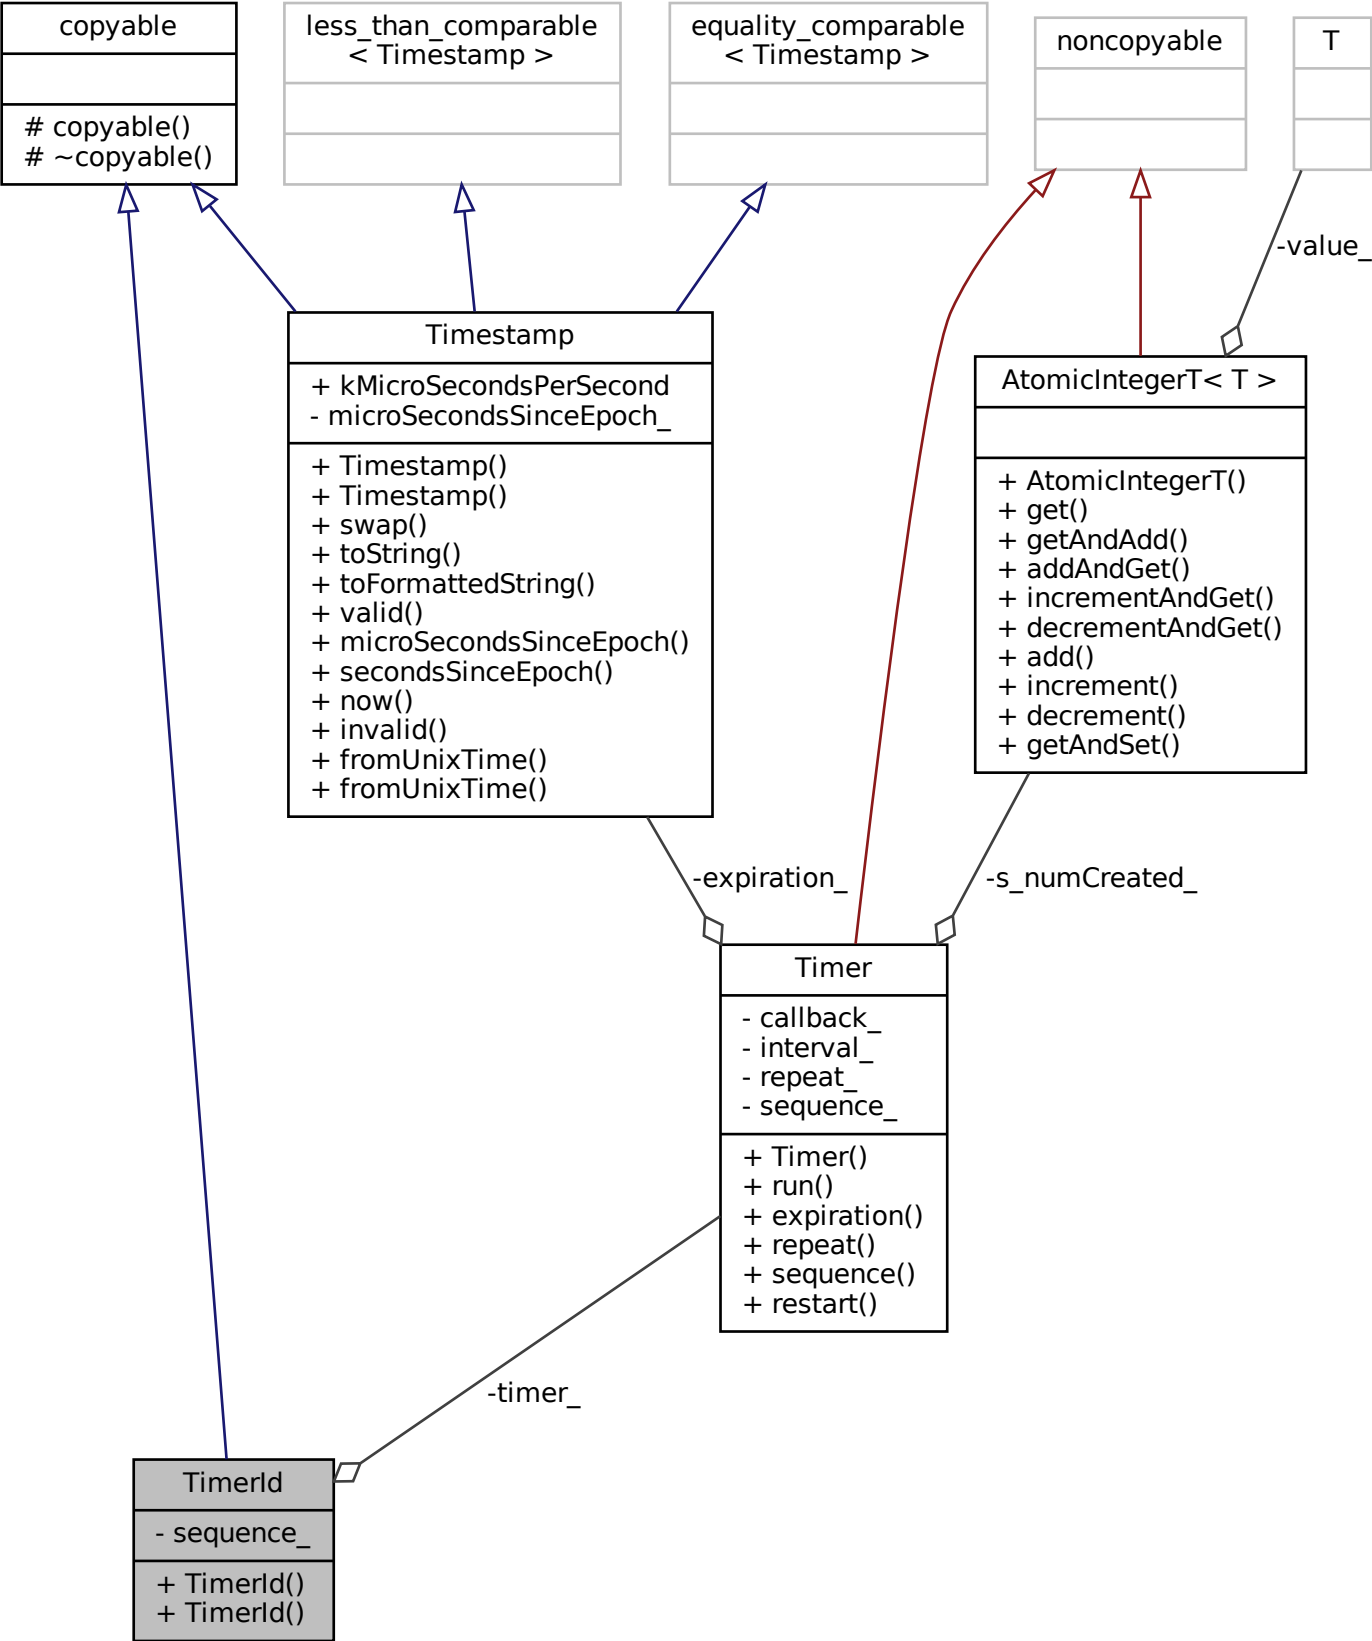 copyable
# copyable()
# ~copyable()
less_than_comparable
< Timestamp >
equality_comparable
< Timestamp >
noncopyable
T
-value_
Timestamp
+ kMicroSecondsPerSecond
- microSecondsSinceEpoch_
+ Timestamp()
+ Timestamp()
+ swap()
+ toString()
+ toFormattedString()
+ valid()
+ microSecondsSinceEpoch()
+ secondsSinceEpoch()
+ now()
+ invalid()
+ fromUnixTime()
+ fromUnixTime()
AtomicIntegerT< T >
+ AtomicIntegerT()
+ get()
+ getAndAdd()
+ addAndGet()
+ incrementAndGet()
+ decrementAndGet()
+ add()
+ increment()
+ decrement()
+ getAndSet()
-expiration_
-s_numCreated_
Timer
- callback_
- interval_
- repeat_
- sequence_
+ Timer()
+ run()
+ expiration()
+ repeat()
+ sequence()
+ restart()
-timer_
TimerId
- sequence_
+ TimerId()
+ TimerId()